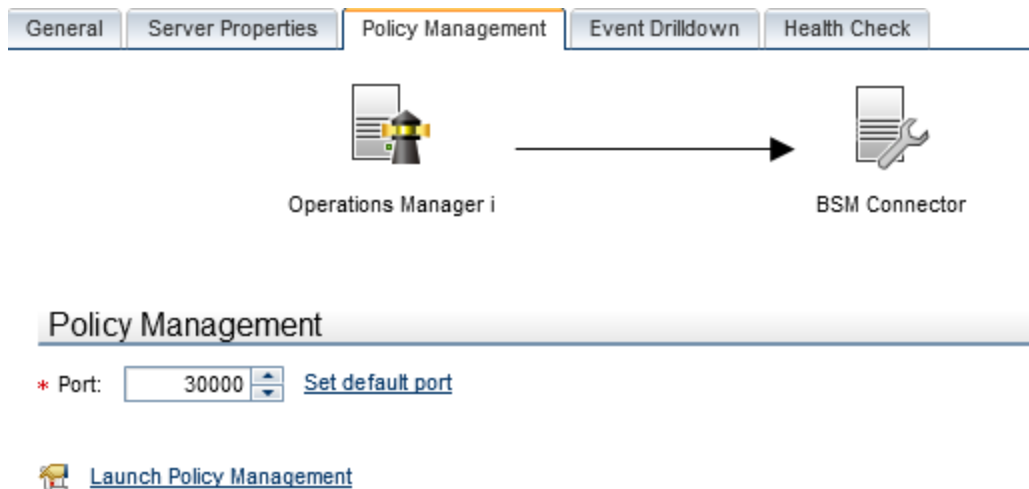 General Server Properties Policy Management Event Drilldown Health Check
Operations Manager i BSM Connector
Policy Management
* Port: 30000 Set default port
Launch Policy Management